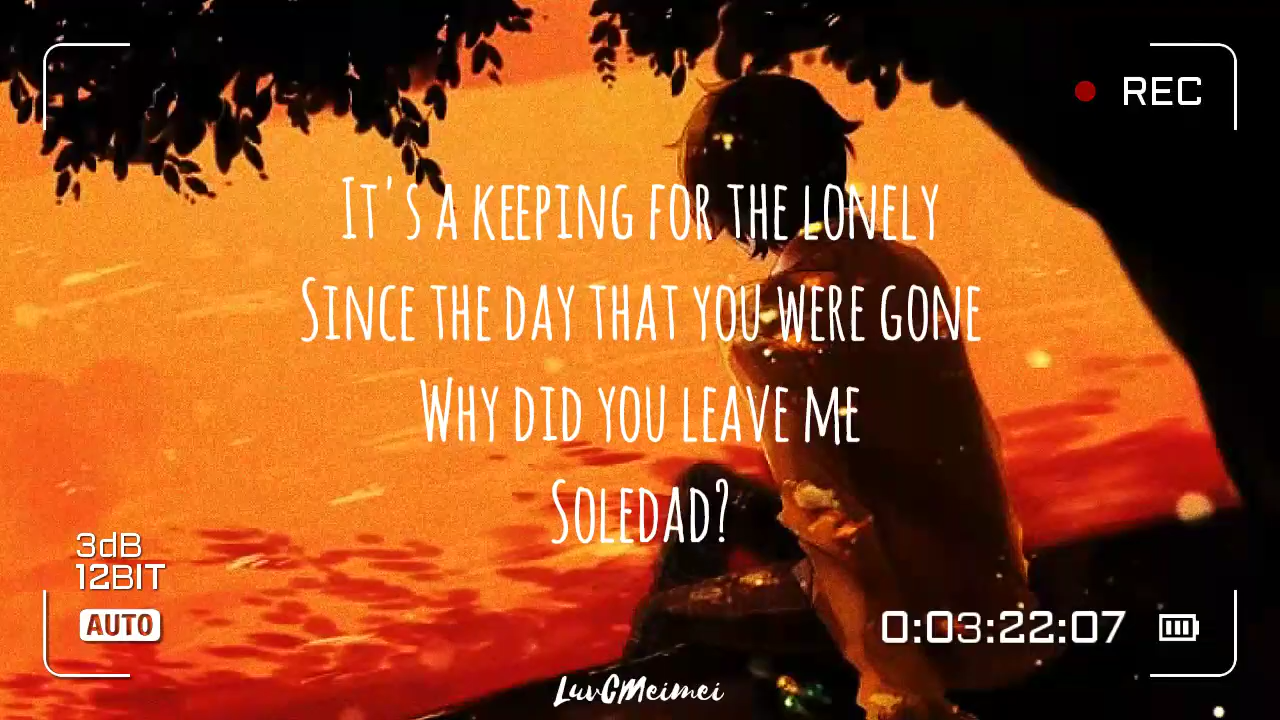 REC
It's a keeping for the lonely
Since the day that you were gone
Why did you leave me
Soledad?
3dB
12BIT
AUTO
0:03:22:07
LuvCMeimei